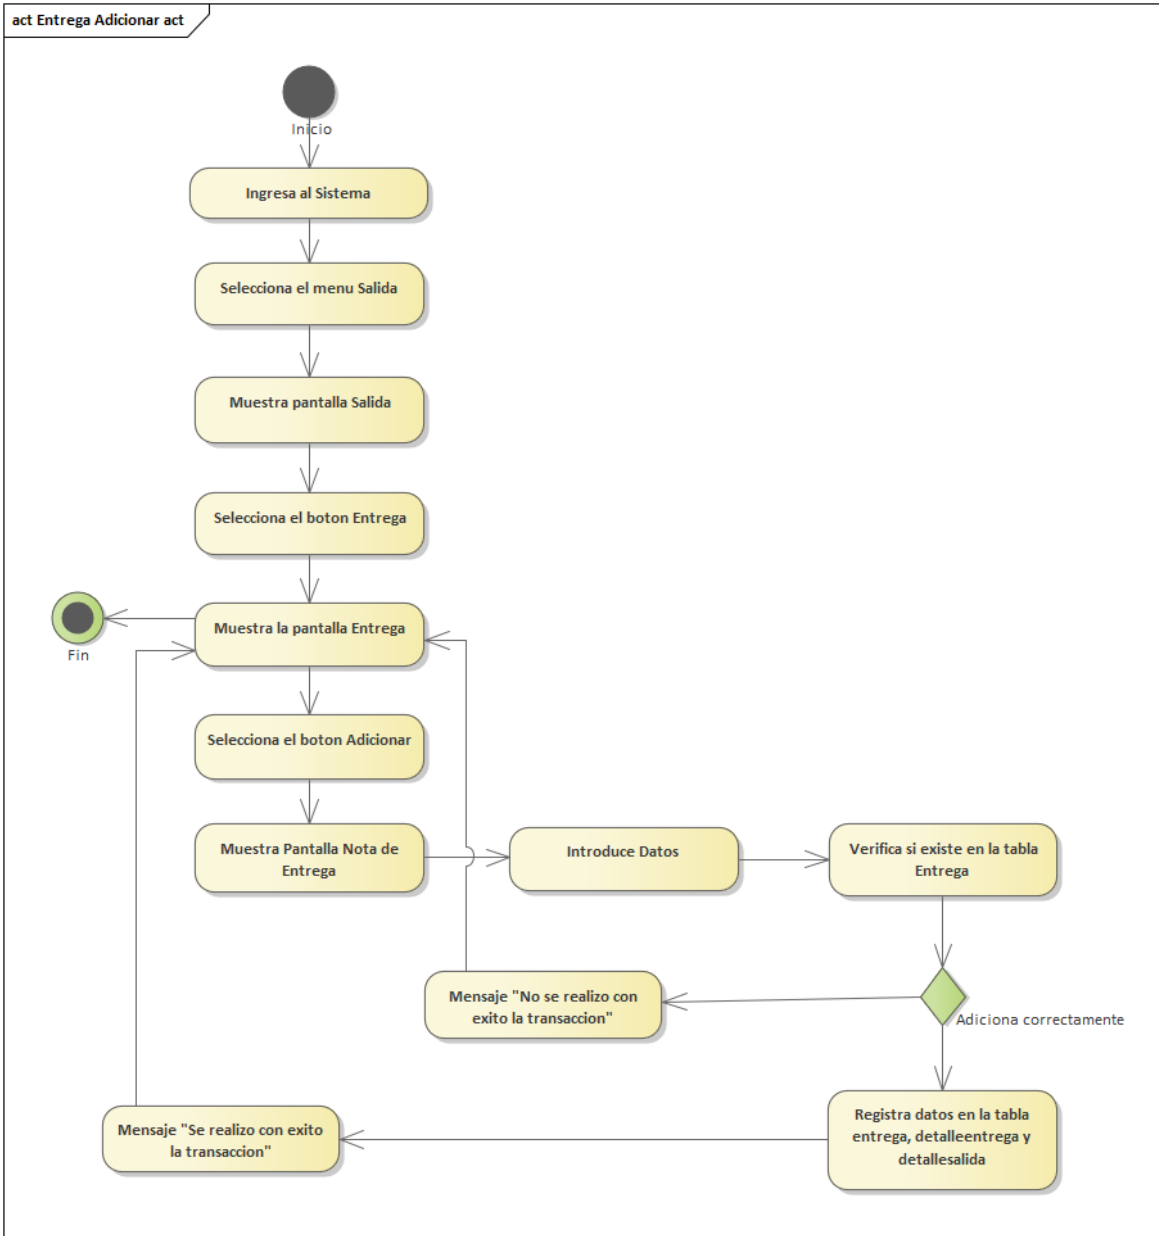 act Entrega Adicionar act
Inicio
Ingresa al Sistema
Selecciona el menu Salida
Muestra pantalla Salida
Selecciona el boton Entrega
Muestra la pantalla Entrega
Fin
Selecciona el boton Adicionar
Muestra Pantalla Nota de
Entrega
Introduce Datos
Verifica si existe en la tabla
Entrega
Mensaje "No se realizo con
exito la transaccion"
Adiciona correctamente
Registra datos en la tabla
entrega, detalleentrega y
detallesalida
Mensaje "Se realizo con exito
la transaccion"